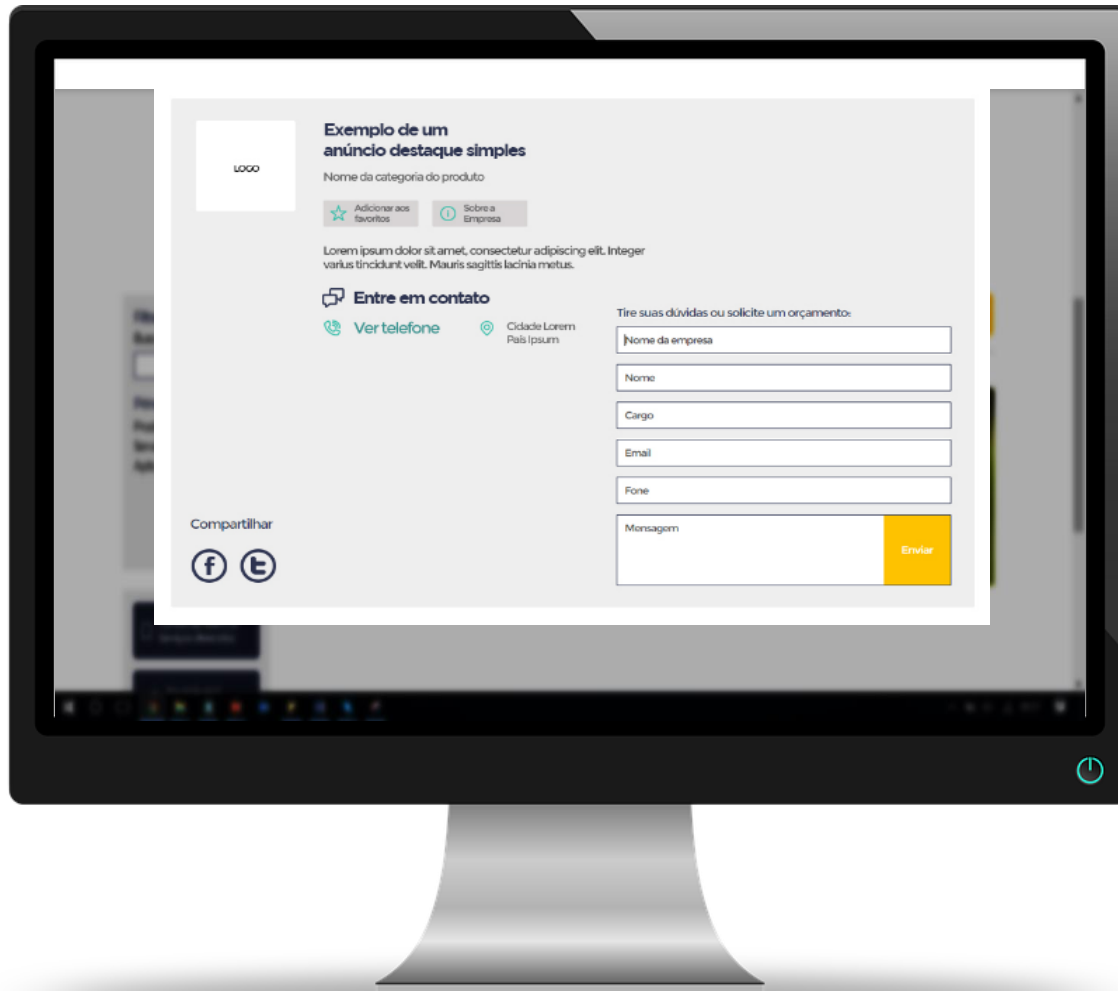 LOGO
Exemplo de um
anúncio destaque simples
Nome da categoria do produto
Adicionar aos
favoritos
Sobre a
Empresa
Lorem ipsum dolor sit amet, consectetur adipiscing elit. Integer
varius tincidunt velit. Mauris sagittis lacinia metus.
Entre em contato
Ver telefone
Cidade Lorem
País Ipsum
Tire suas dúvidas ou solicite um orçamento:
Nome da empresa
Nome
Cargo
Email
Fone
Mensagem
Enviar
Compartilhar